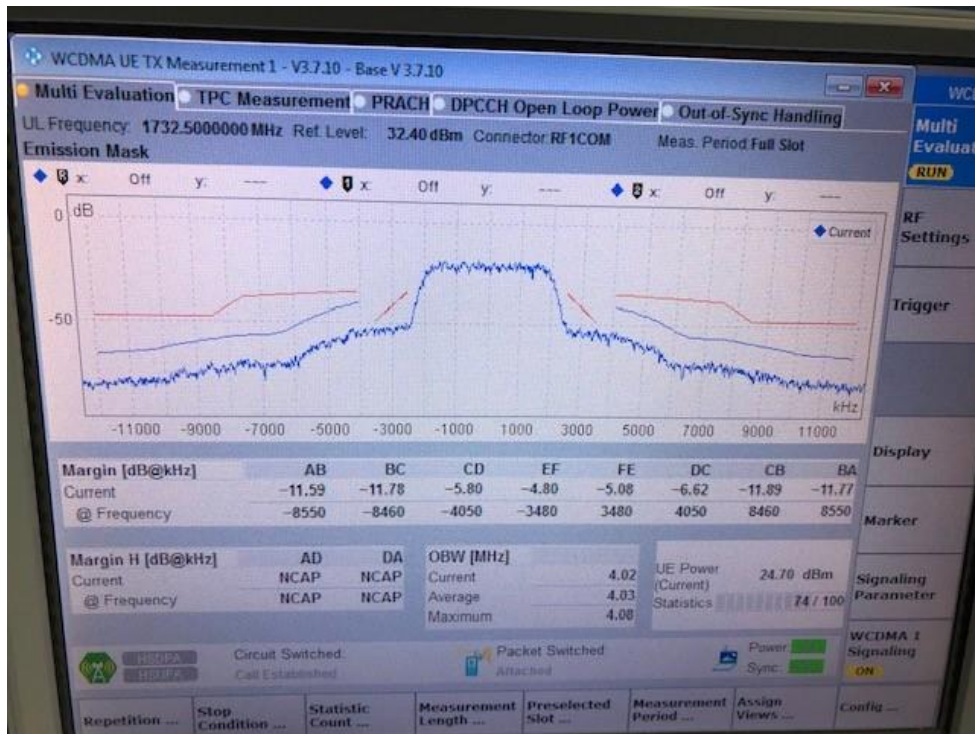 WCDMA UE TX Measurement 1 - V3.7.10 - Base V 3.7.10
WC
Multi Evaluation TPC Measurement PRACH DPCCH Open Loop Power Out-of-Sync Handling
UL Frequency: 1732.5000000 MHz Ref. Level: 32.40 dBm Connector: RF1COM Meas. Period: Full Slot
Emission Mask
Multi
Evaluat
RUN
R x: Off y: --- 1 x: Off y: --- 2 x: Off y: ---
RF
Settings
0 dB
Current
Trigger
-50
kHz
-11000 -9000 -7000 -5000 -3000 -1000 1000 3000 5000 7000 9000 11000
Display
Margin [dB@kHz] AB BC CD EF FE DC CB BA
Current -11.59 -11.78 -5.80 -4.80 -5.08 -6.62 -11.89 -11.77
@ Frequency -8550 -8460 -4050 -3480 3480 4050 8460 8550
Marker
Margin H [dB@kHz] AD DA
Current NCAP NCAP
@ Frequency NCAP NCAP
OBW [MHz]
Current 4.02
Average 4.03
Maximum 4.08
UE Power
(Current) 24.70 dBm
Statistics 74 / 100
Signaling
Parameter
HSDPA
HSUPA
Circuit Switched:
Call Established
Packet Switched:
Attached
Power:
Sync:
WCDMA 1
Signaling
ON
Repetition ...
Stop
Condition ...
Statistic
Count ...
Measurement
Length ...
Preselected
Slot ...
Measurement
Period ...
Assign
Views ...
Config ...